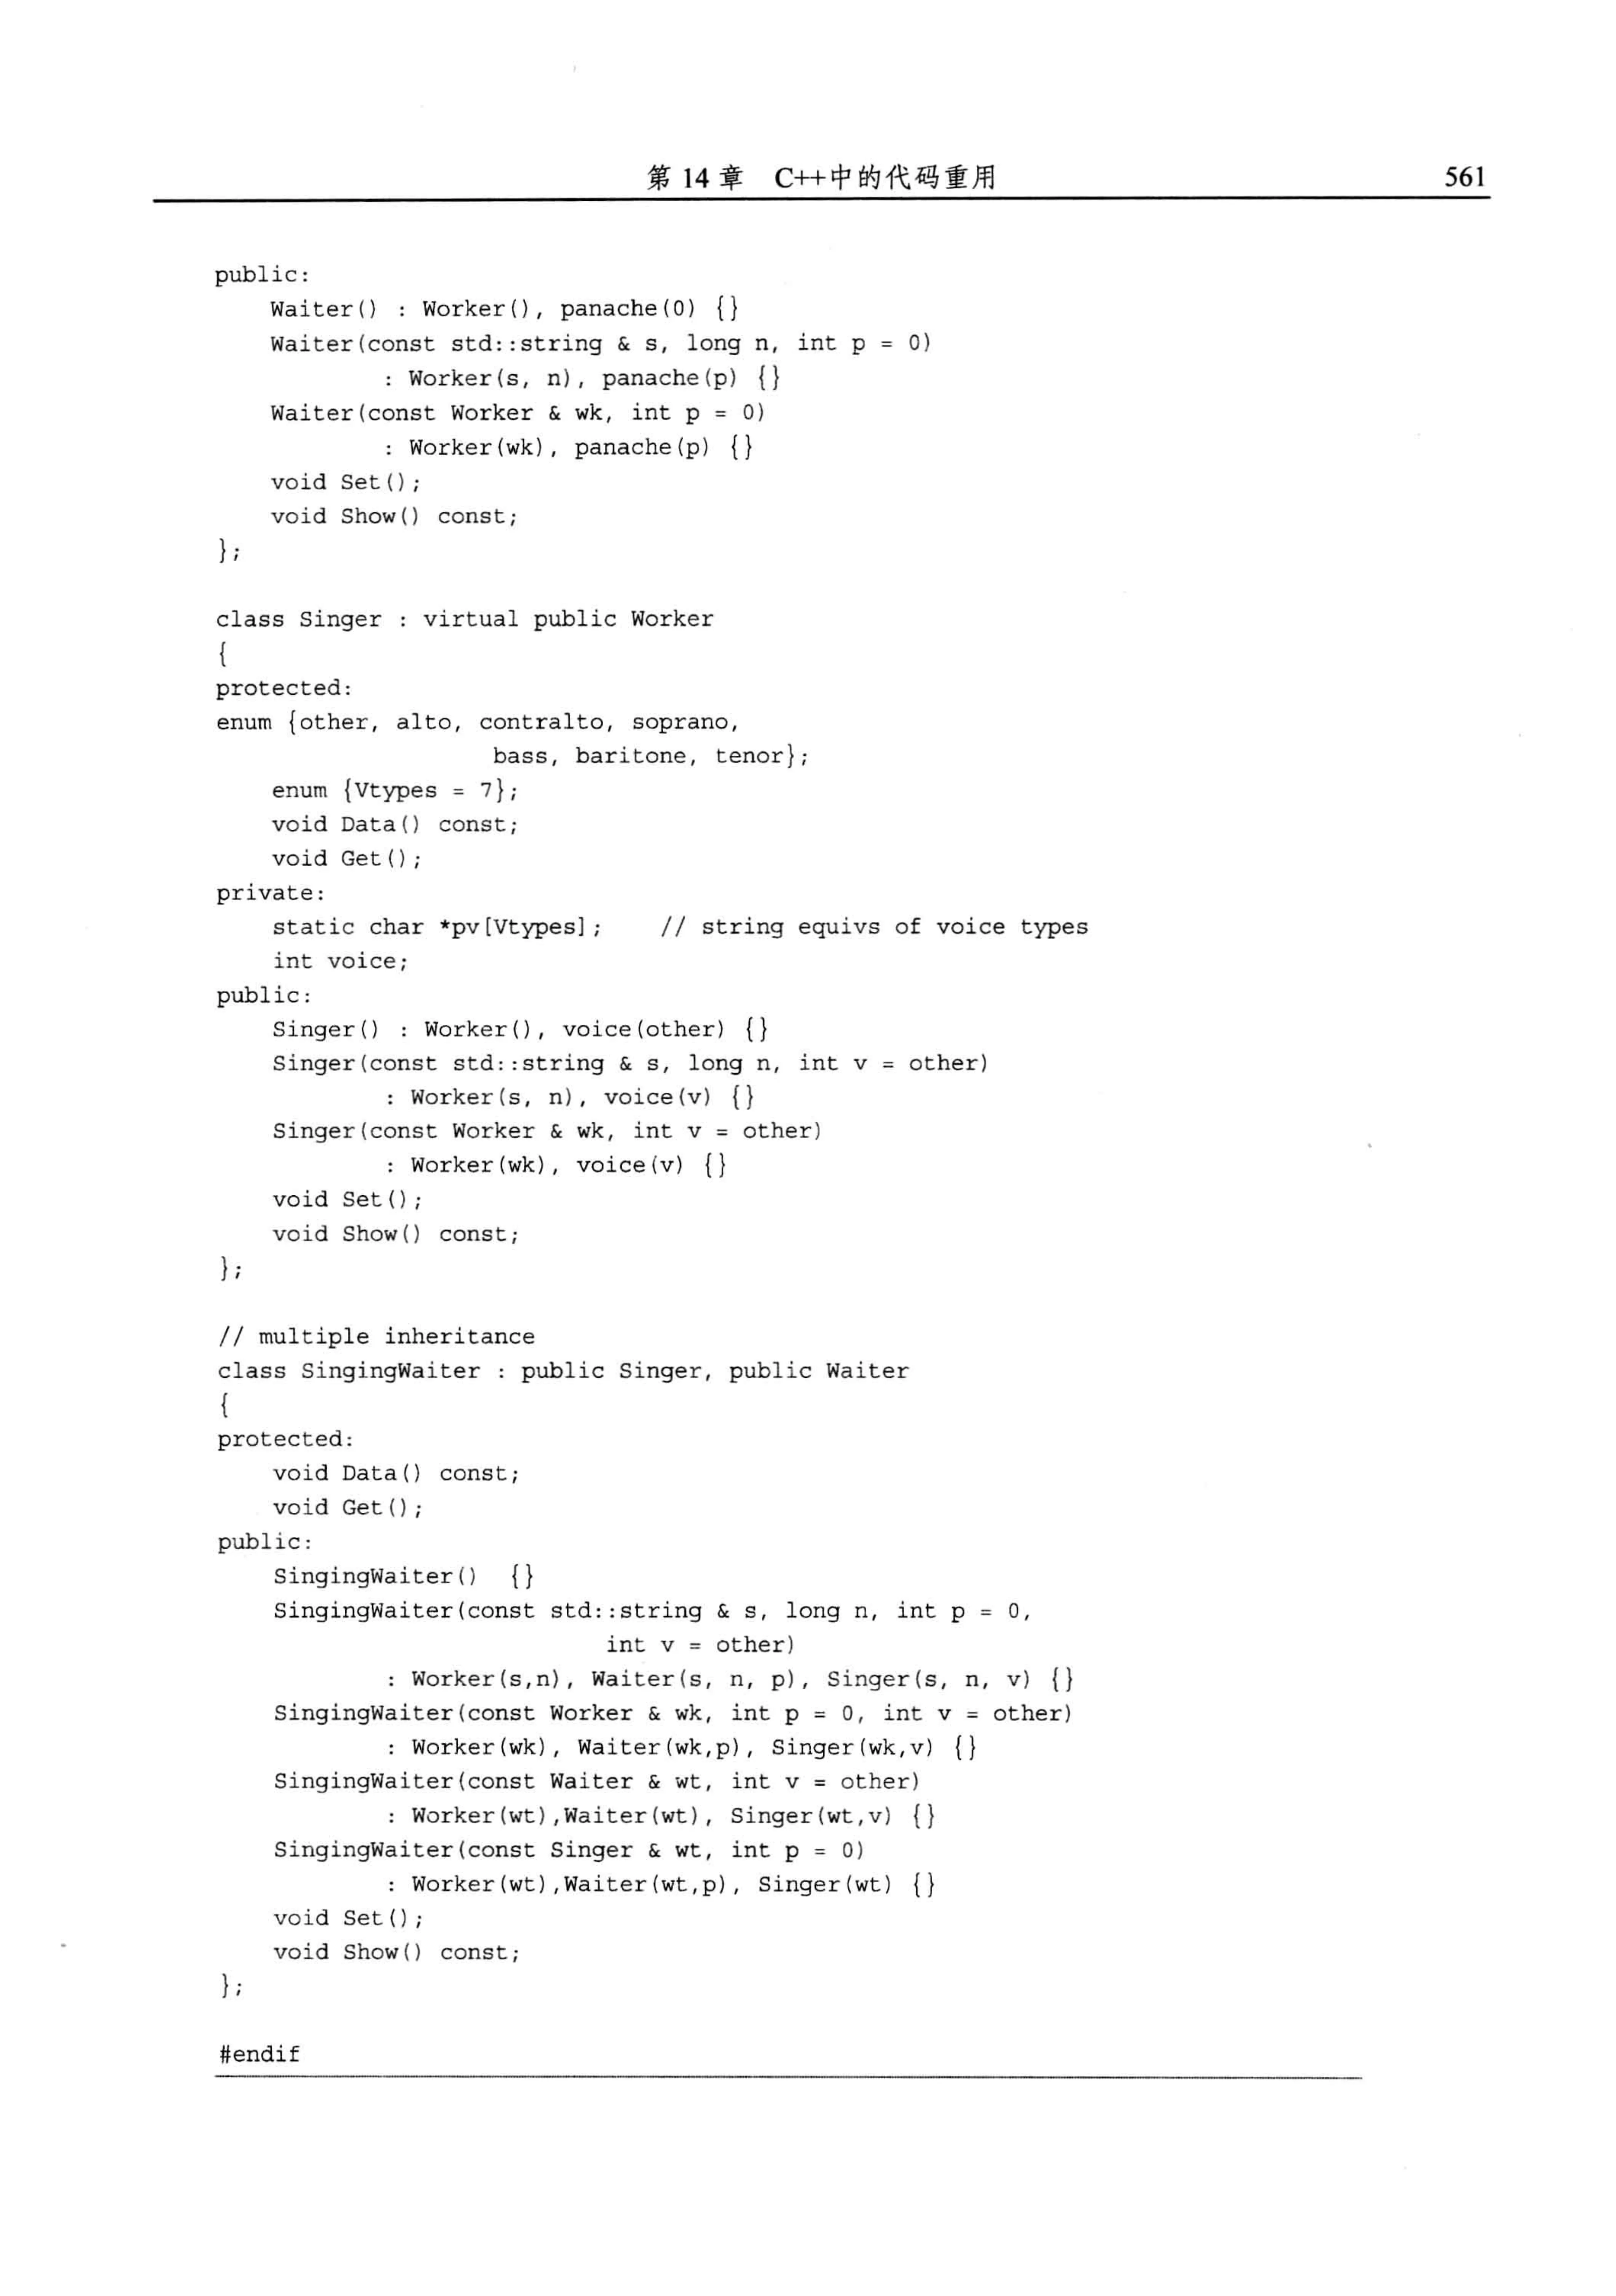 第 14 章 C++中的代码重用 561
public:
    Waiter() : Worker(), panache(0) {}
    Waiter(const std::string & s, long n, int p = 0)
            : Worker(s, n), panache(p) {}
    Waiter(const Worker & wk, int p = 0)
            : Worker(wk), panache(p) {}
    void Set();
    void Show() const;
};
class Singer : virtual public Worker
{
protected:
enum {other, alto, contralto, soprano,
                    bass, baritone, tenor};
    enum {Vtypes = 7};
    void Data() const;
    void Get();
private:
    static char *pv[Vtypes];    // string equivs of voice types
    int voice;
public:
    Singer() : Worker(), voice(other) {}
    Singer(const std::string & s, long n, int v = other)
            : Worker(s, n), voice(v) {}
    Singer(const Worker & wk, int v = other)
            : Worker(wk), voice(v) {}
    void Set();
    void Show() const;
};
// multiple inheritance
class SingingWaiter : public Singer, public Waiter
{
protected:
    void Data() const;
    void Get();
public:
    SingingWaiter()  {}
    SingingWaiter(const std::string & s, long n, int p = 0,
                            int v = other)
            : Worker(s,n), Waiter(s, n, p), Singer(s, n, v) {}
    SingingWaiter(const Worker & wk, int p = 0, int v = other)
            : Worker(wk), Waiter(wk,p), Singer(wk,v) {}
    SingingWaiter(const Waiter & wt, int v = other)
            : Worker(wt),Waiter(wt), Singer(wt,v) {}
    SingingWaiter(const Singer & wt, int p = 0)
            : Worker(wt),Waiter(wt,p), Singer(wt) {}
    void Set();
    void Show() const;
};
#endif